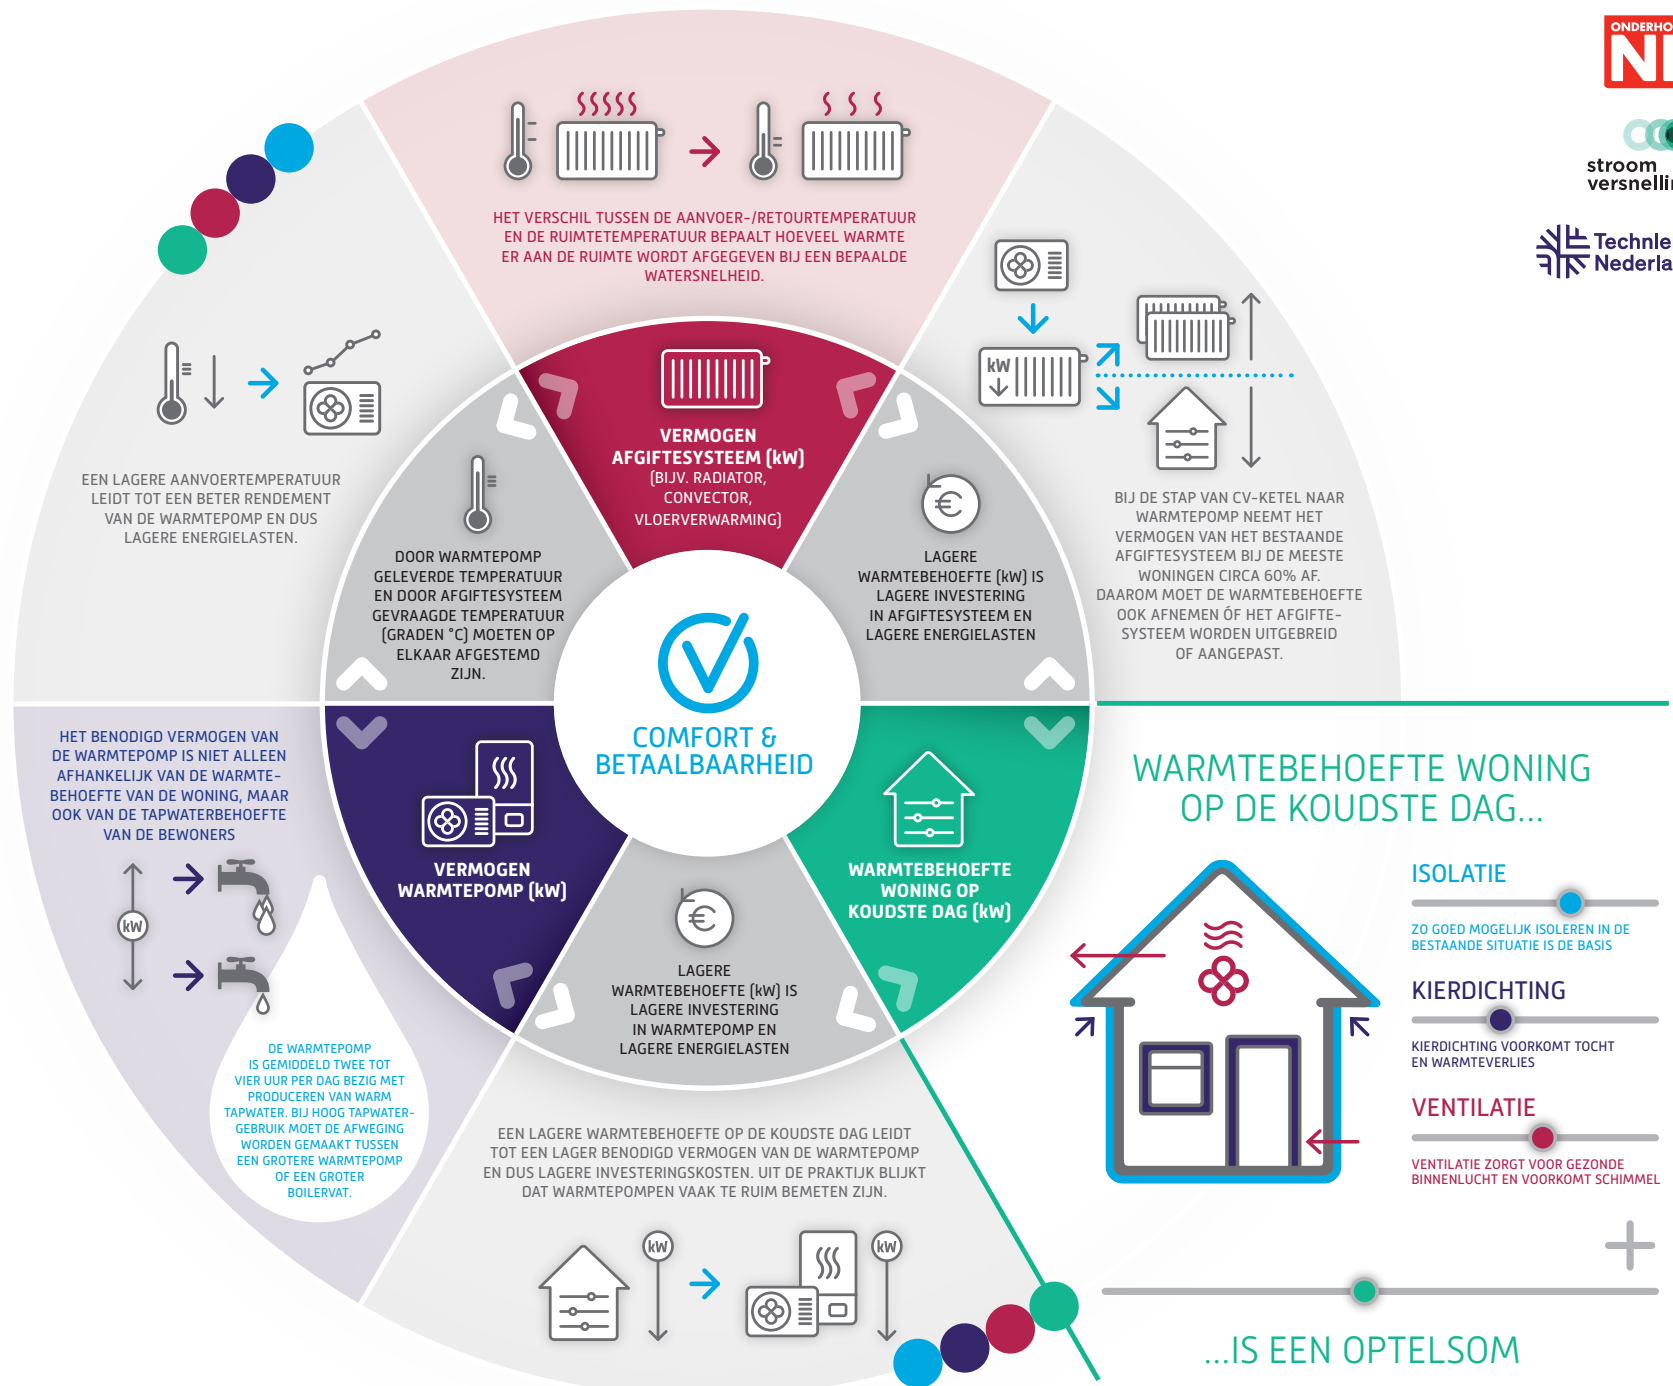 HET VERSCHIL TUSSEN DE AANVOER-/RETOURTEMPERATUUR
EN DE RUIMTETEMPERATUUR BEPAALT HOEVEEL WARMTE
ER AAN DE RUIMTE WORDT AFGEGEVEN BIJ EEN BEPAALDE
WATERSNELHEID.
stroom
EEN LAGERE AANVOERTEMPERATUUR
LEIDT TOT EEN BETER RENDEMENT
VAN DE WARMTEPOMP EN DUS
LAGERE ENERGIELASTEN.
VERMOGEN
AFGIFTESYSTEEM (kW)
(BIJV. RADIATOR,
CONVECTOR,
VLOERVERWARMING)
kW
BIJ DE STAP VAN CV-KETEL NAAR
WARMTEPOMP NEEMT HET
VERMOGEN VAN HET BESTAANDE
AFGIFTESYSTEEM BIJ DE MEESTE
WONINGEN CIRCA 60% AF.
DAAROM MOET DE WARMTEBEHOEFTE
OOK AFNEMEN ÓF HET AFGIFTE-
SYSTEEM WORDEN UITGEBREID
OF AANGEPAST.
DOOR WARMTEPOMP
GELEVERDE TEMPERATUUR
EN DOOR AFGIFTESYSTEEM
GEVRAAGDE TEMPERATUUR
(GRADEN °C) MOETEN OP
ELKAAR AFGESTEMD
ZIJN.
€
LAGERE
WARMTEBEHOEFTE (kW) IS
LAGERE INVESTERING
IN AFGIFTESYSTEEM EN
LAGERE ENERGIELASTEN
COMFORT &
BETAALBAARHEID
HET BENODIGD VERMOGEN VAN
DE WARMTEPOMP IS NIET ALLEEN
AFHANKELIJK VAN DE WARMTE-
BEHOEFTE VAN DE WONING, MAAR
OOK VAN DE TAPWATERBEHOEFTE
VAN DE BEWONERS
kW
VERMOGEN
WARMTEPOMP (kW)
WARMTEBEHOEFTE
WONING OP
KOUDSTE DAG (kW)
€
LAGERE
WARMTEBEHOEFTE (kW) IS
LAGERE INVESTERING
IN WARMTEPOMP EN
LAGERE ENERGIELASTEN
DE WARMTEPOMP
IS GEMIDDELD TWEE TOT
VIER UUR PER DAG BEZIG MET
PRODUCEREN VAN WARM
TAPWATER. BIJ HOOG TAPWATER-
GEBRUIK MOET DE AFWEGING
WORDEN GEMAAKT TUSSEN
EEN GROTERE WARMTEPOMP
OF EEN GROTER
BOILERVAT.
EEN LAGERE WARMTEBEHOEFTE OP DE KOUDSTE DAG LEIDT
TOT EEN LAGER BENODIGD VERMOGEN VAN DE WARMTEPOMP
EN DUS LAGERE INVESTERINGSKOSTEN. UIT DE PRAKTIJK BLIJKT
DAT WARMTEPOMPEN VAAK TE RUIM BEMETEN ZIJN.
kW
kW
WARMTEBEHOEFTE WONING
OP DE KOUDSTE DAG...
ISOLATIE
ZO GOED MOGELIJK ISOLEREN IN DE
BESTAANDE SITUATIE IS DE BASIS
KIERDICHTING
KIERDICHTING VOORKOMT TOCHT
EN WARMTEVERLIES
VENTILATIE
VENTILATIE ZORGT VOOR GEZONDE
BINNENLUCHT EN VOORKOMT SCHIMMEL
...IS EEN OPTELSOM